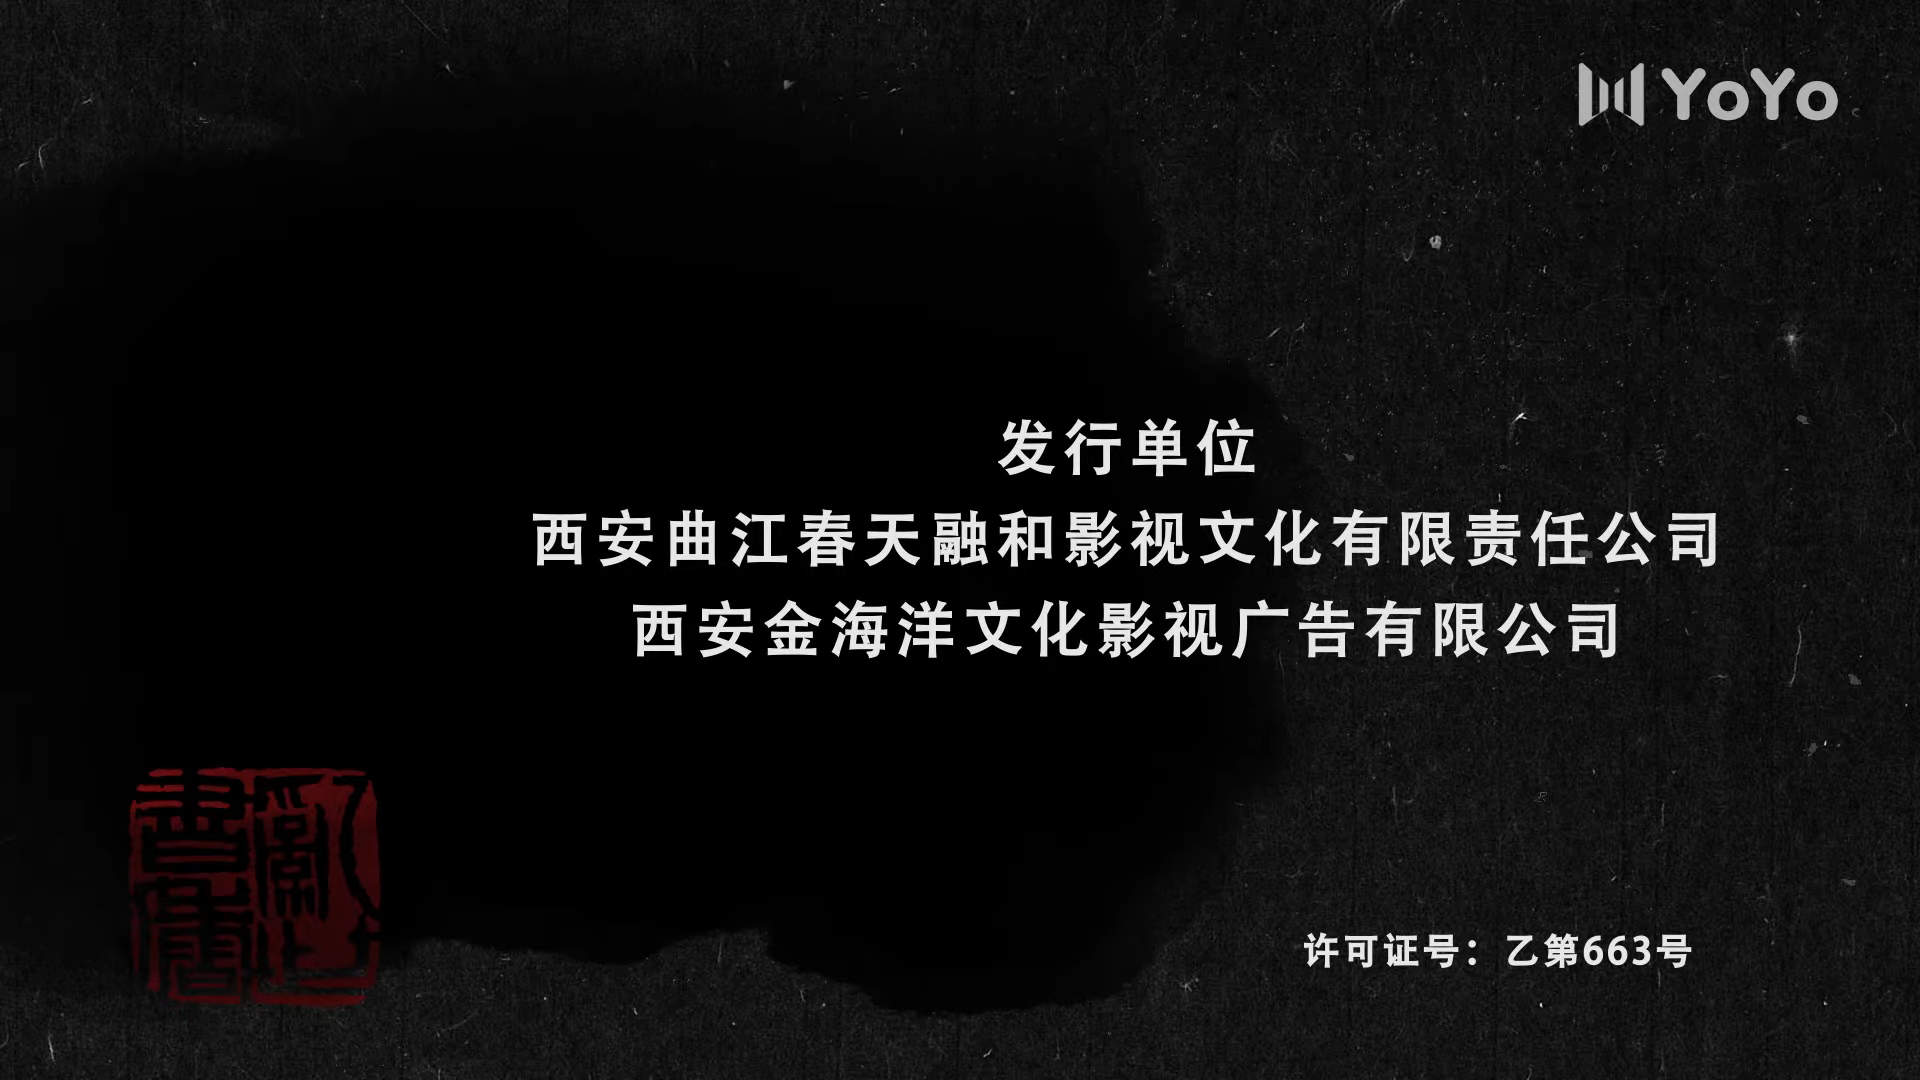 YoYo
发行单位
西安曲江春天融和影视文化有限责任公司
西安金海洋文化影视广告有限公司
许可证号：乙第663号